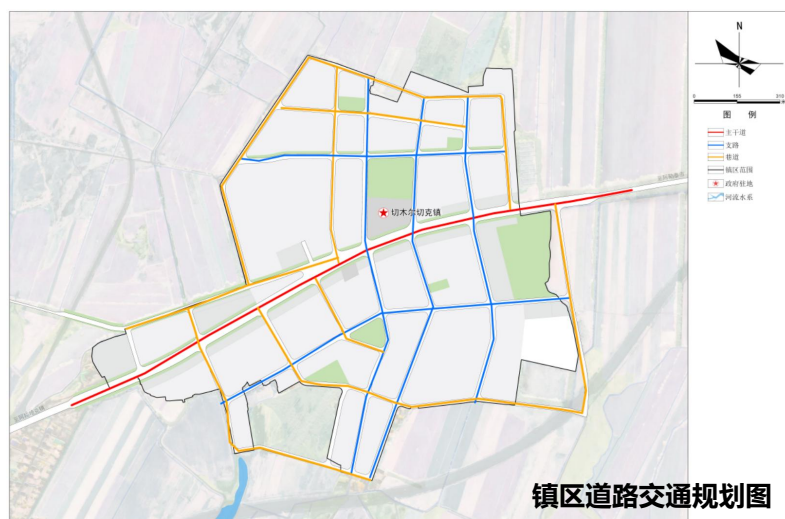 N
0 155 310
图 例
主干道
支路
巷道
镇区范围
政府驻地
河流水系
切木尔切克镇
镇区道路交通规划图